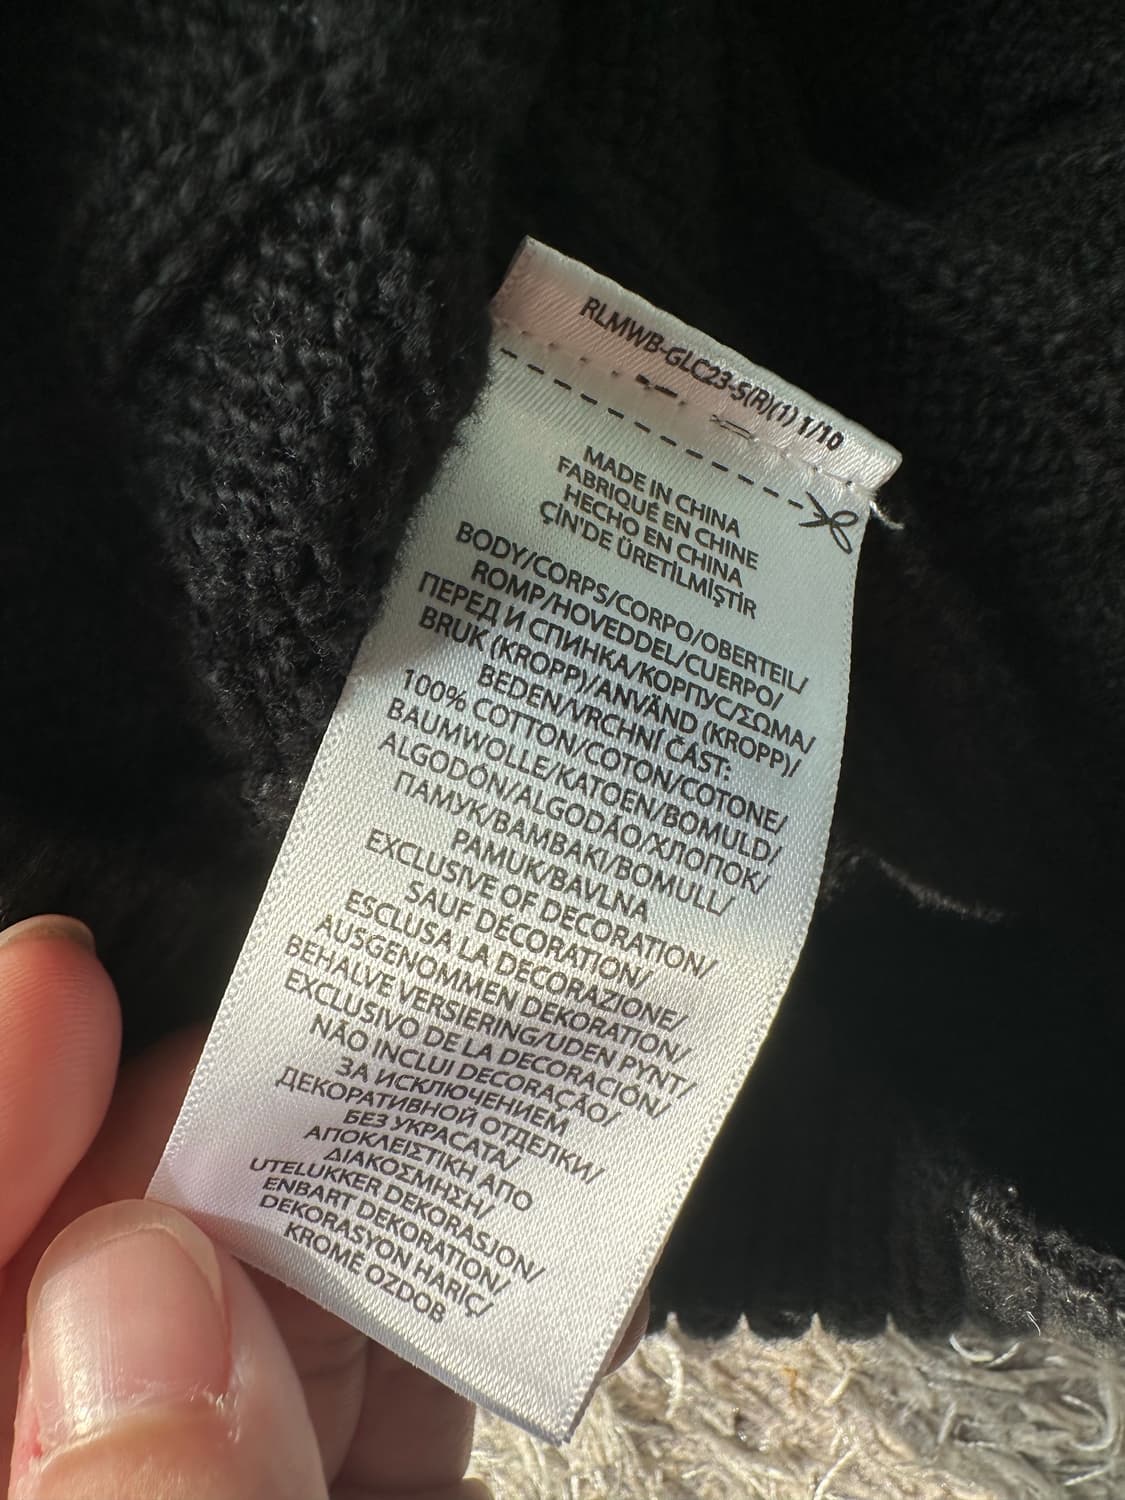 RLMWB-GLC23-S(R)(1) 1/10
MADE IN CHINA
FABRIQUÉ EN CHINE
HECHO EN CHINA
ÇİN'DE ÜRETİLMİŞTİR
BODY/CORPS/CORPO/OBERTEIL/
ROMP/HOVEDDEL/CUERPO/
ПЕРЕД И СПИНКА/КОРПУС/ΣΩΜΑ/
BRUK (KROPP)/ANVÄND (KROPP)/
BEDEN/VRCHNÍ ČAST:
100% COTTON/COTON/COTONE/
BAUMWOLLE/KATOEN/BOMULD/
ALGODÓN/ALGODÃO/ХЛОПОК/
ПАМУК/ΒΑΜΒΑΚΙ/BOMULL/
PAMUK/BAVLNA
EXCLUSIVE OF DECORATION/
SAUF DÉCORATION/
ESCLUSA LA DECORAZIONE/
AUSGENOMMEN DEKORATION/
BEHALVE VERSIERING/UDEN PYNT/
EXCLUSIVO DE LA DECORACIÓN/
NÃO INCLUI DECORAÇÃO/
ЗА ИСКЛЮЧЕНИЕМ
ДЕКОРАТИВНОЙ ОТДЕЛКИ/
БЕЗ УКРАСАТА/
ΑΠΟΚΛΕΙΣΤΙΚΗ ΑΠΟ
ΔΙΑΚΟΣΜΗΣΗ/
UTELUKKER DEKORASJON/
ENBART DEKORATION/
DEKORASYON HARİÇ/
KROMĚ OZDOB